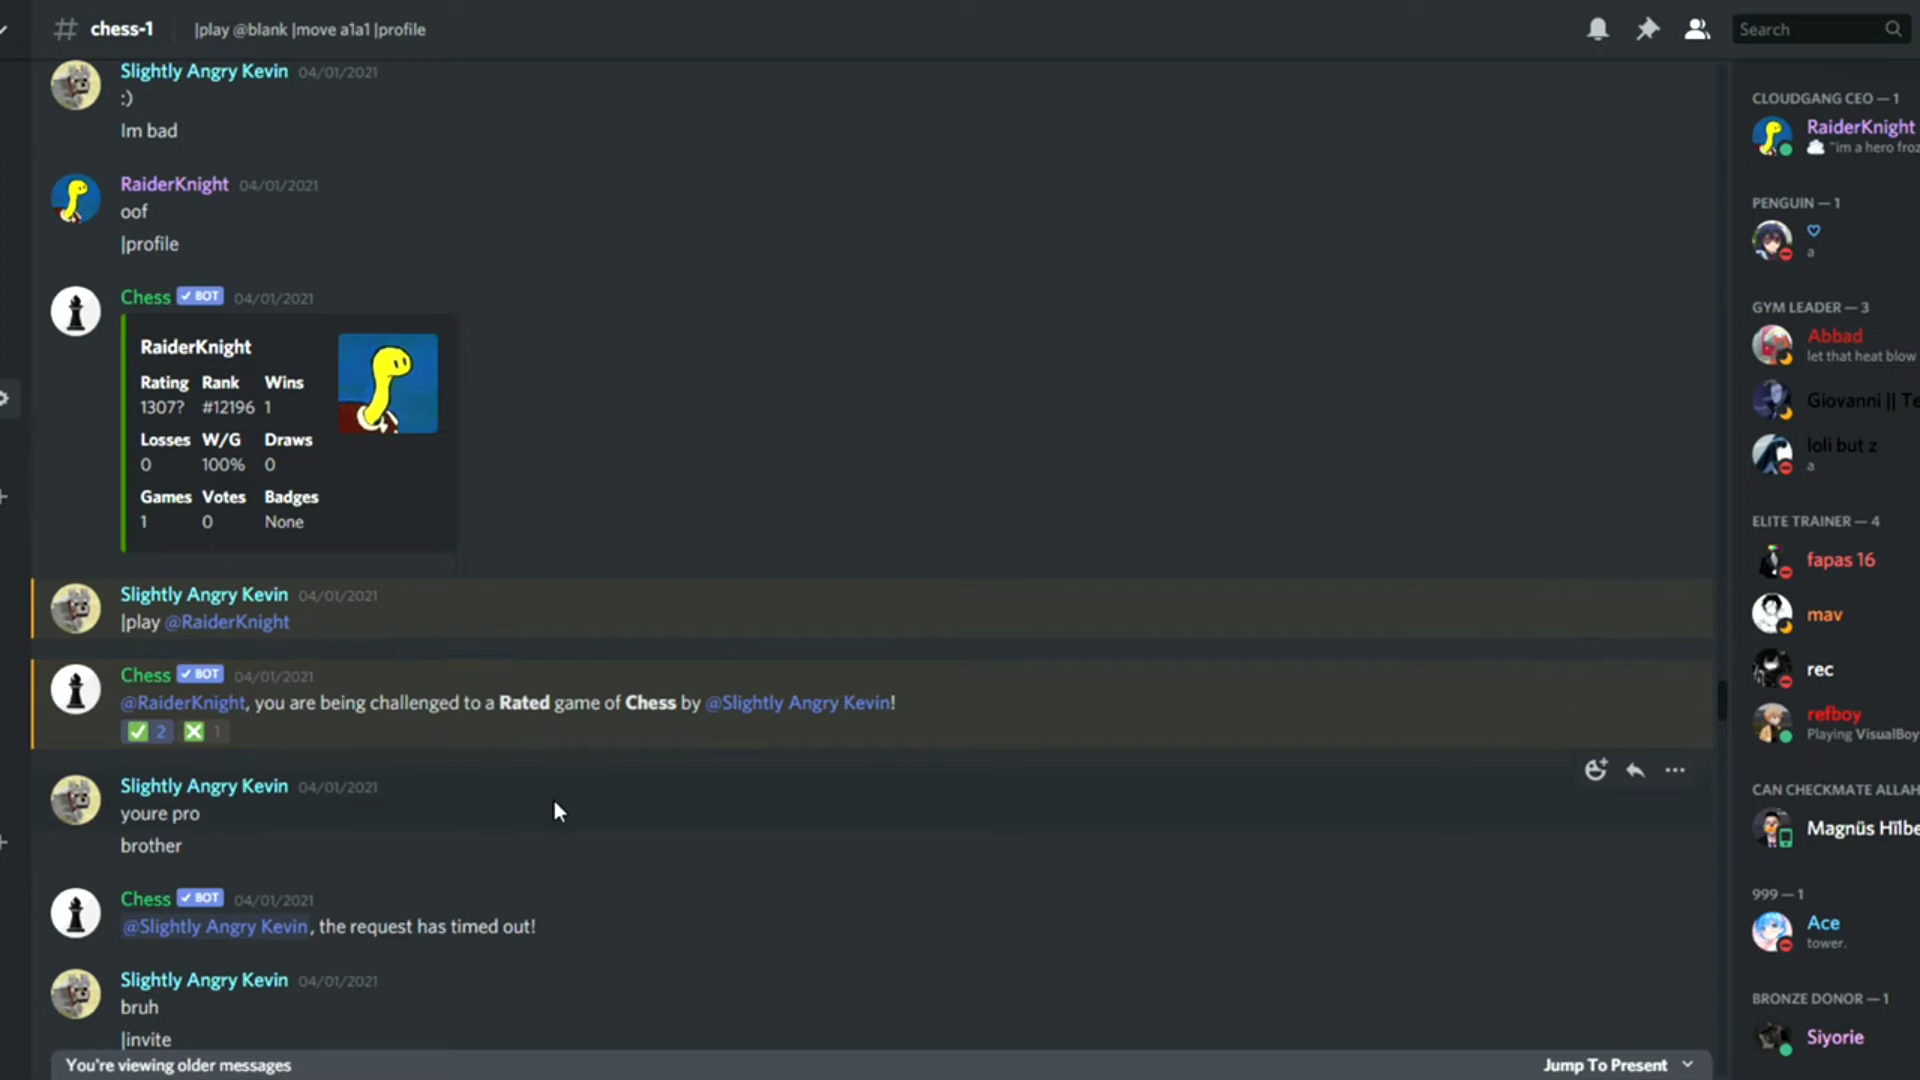 # chess-1 |play @blank |move a1a1 |profile
Search
Slightly Angry Kevin 04/01/2021
:)
Im bad
RaiderKnight 04/01/2021
oof
|profile
Chess ✓ BOT 04/01/2021
RaiderKnight
Rating Rank Wins
1307? #12196 1
Losses W/G Draws
0 100% 0
Games Votes Badges
1 0 None
Slightly Angry Kevin 04/01/2021
|play @RaiderKnight
Chess ✓ BOT 04/01/2021
@RaiderKnight, you are being challenged to a Rated game of Chess by @Slightly Angry Kevin!
2 1
Slightly Angry Kevin 04/01/2021
youre pro
brother
Chess ✓ BOT 04/01/2021
@Slightly Angry Kevin, the request has timed out!
Slightly Angry Kevin 04/01/2021
bruh
|invite
You're viewing older messages
Jump To Present
CLOUDGANG CEO — 1
RaiderKnight
"im a hero froz
PENGUIN — 1
a
GYM LEADER — 3
Abbad
let that heat blow
Giovanni || Te
loli but z
a
ELITE TRAINER — 4
fapas 16
mav
rec
refboy
Playing VisualBoy
CAN CHECKMATE ALLAH
Magnüs Hïlbe
999 — 1
Ace
tower.
BRONZE DONOR — 1
Siyorie